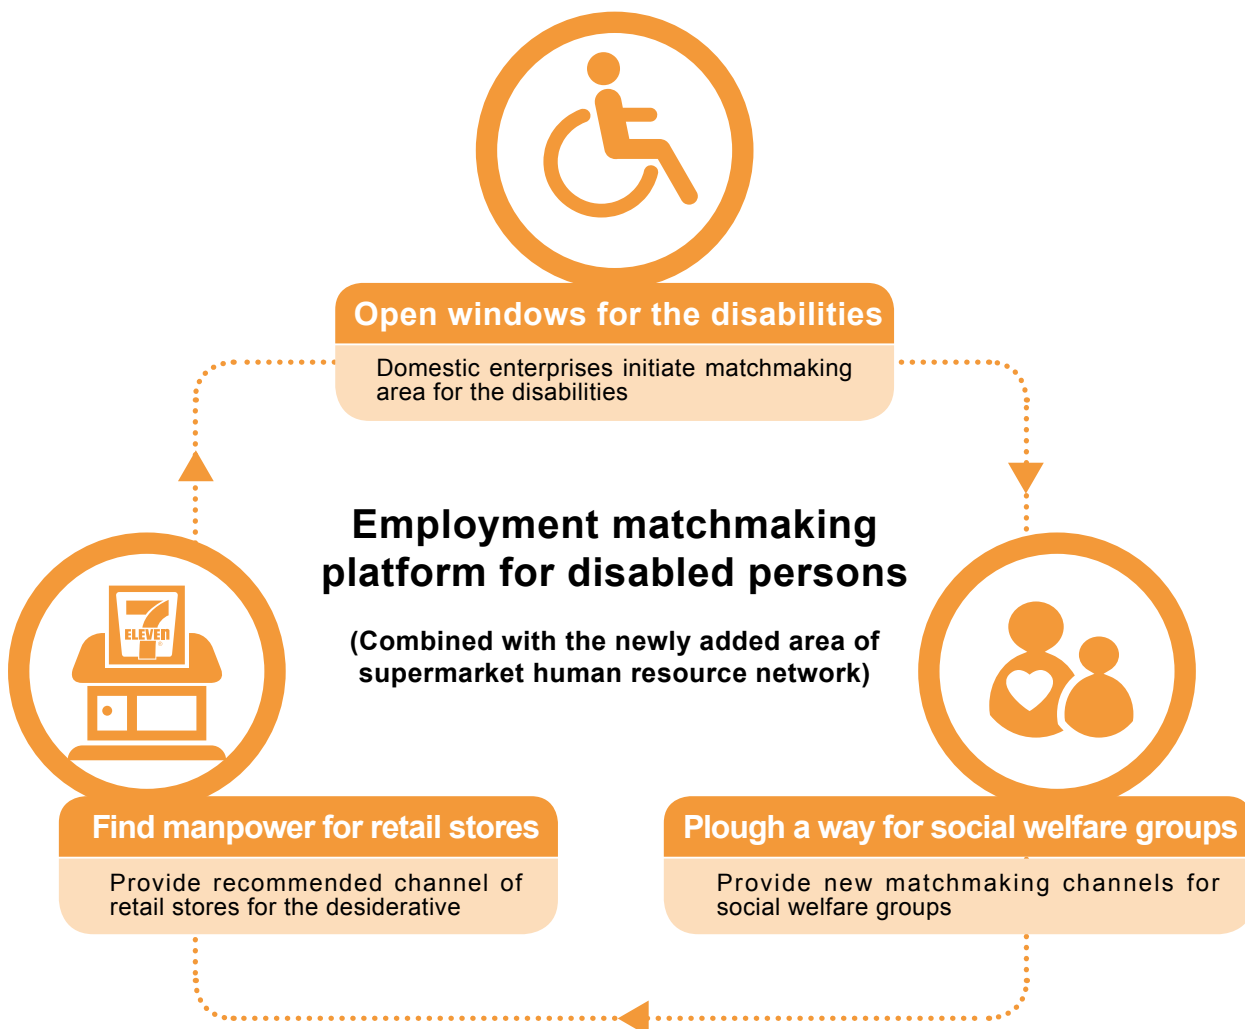 Open windows for the disabilities
Domestic enterprises initiate matchmaking
area for the disabilities
Employment matchmaking
platform for disabled persons
(Combined with the newly added area of
supermarket human resource network)
7
ELEVEN
®
Find manpower for retail stores
Provide recommended channel of
retail stores for the desiderative
Plough a way for social welfare groups
Provide new matchmaking channels for
social welfare groups